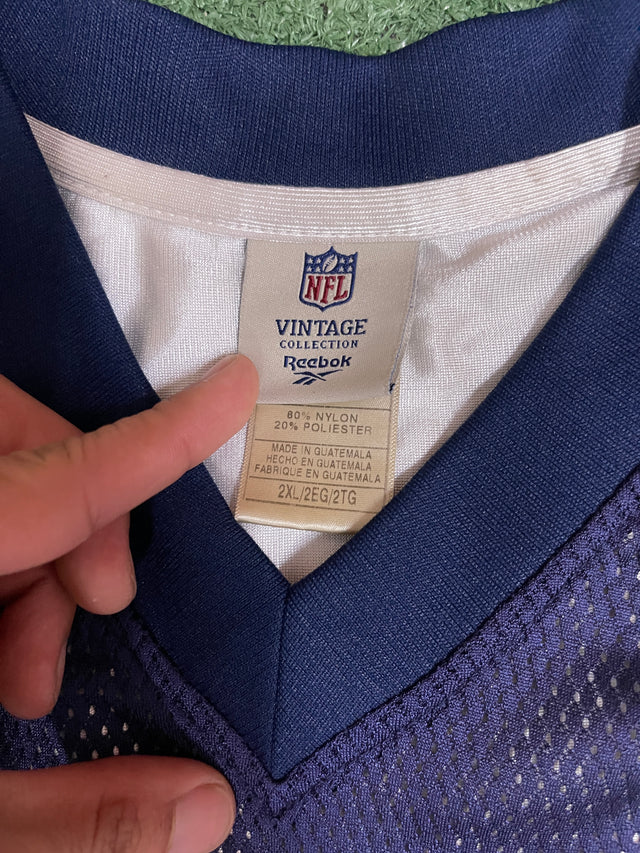 NFL
VINTAGE
COLLECTION
Reebok
80% NYLON
20% POLIESTER
MADE IN GUATEMALA
HECHO EN GUATEMALA
FABRIQUE EN GUATEMALA
2XL/2EG/2TG